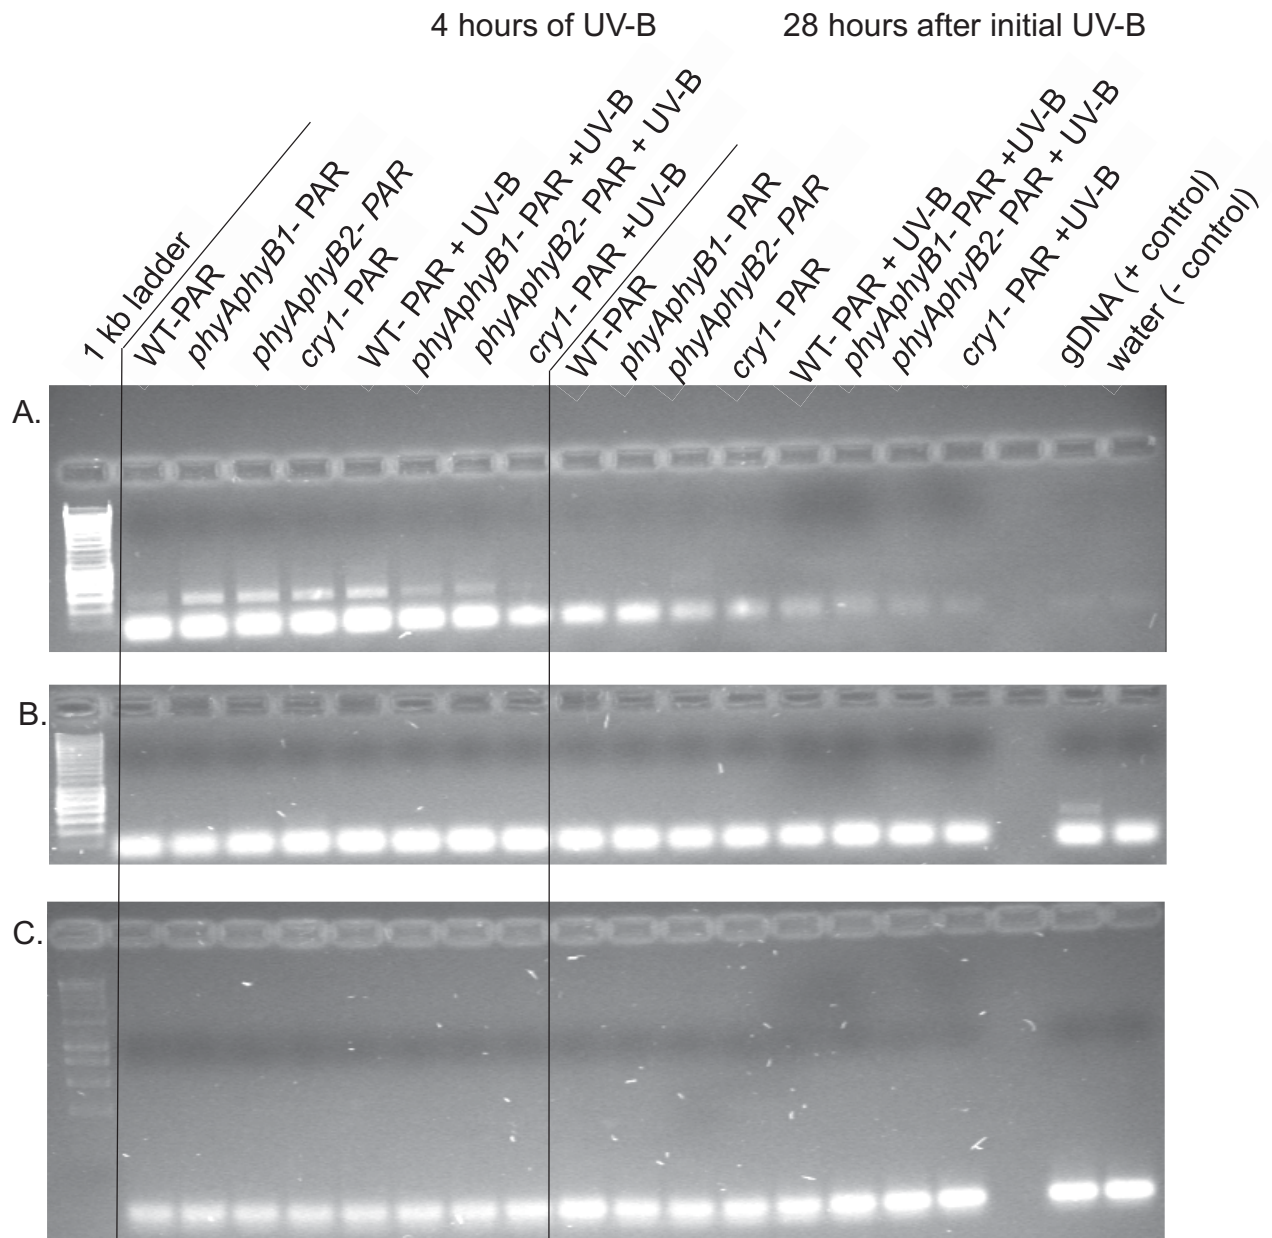 4 hours of UV-B
28 hours after initial UV-B
1 kb ladder
WT-PAR
phyAphyB1- PAR
phyAphyB2- PAR
cry1- PAR
WT- PAR + UV-B
phyAphyB1- PAR +UV-B
phyAphyB2- PAR + UV-B
cry1- PAR +UV-B
WT-PAR
phyAphyB1- PAR
phyAphyB2- PAR
cry1- PAR
WT- PAR + UV-B
phyAphyB1- PAR +UV-B
phyAphyB2- PAR + UV-B
cry1- PAR +UV-B
gDNA (+ control)
water (- control)
A.
B.
C.